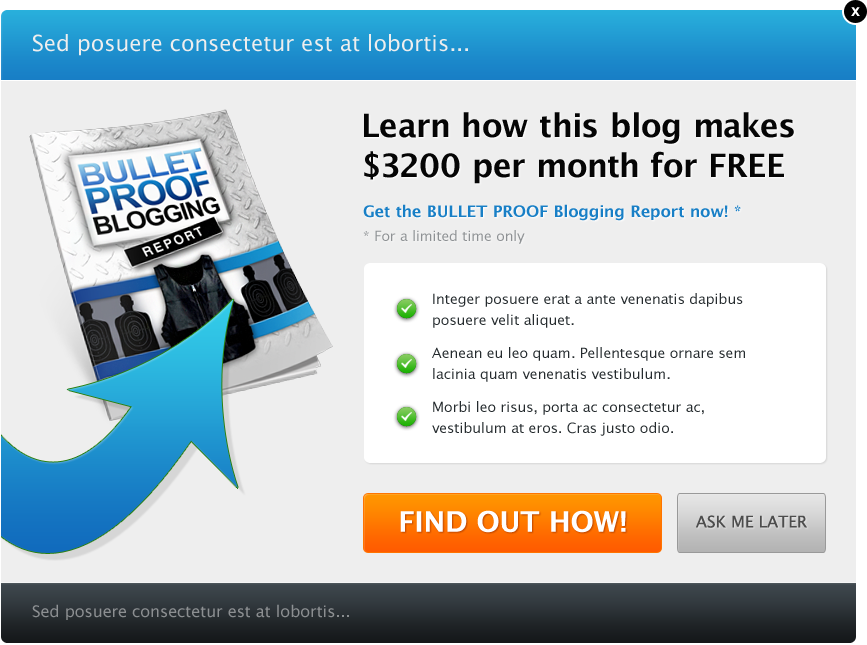 X
Sed posuere consectetur est at lobortis...
BULLET
PROOF
BLOGGING
REPORT
Learn how this blog makes
$3200 per month for FREE
Get the BULLET PROOF Blogging Report now! *
* For a limited time only
Integer posuere erat a ante venenatis dapibus
posuere velit aliquet.
Aenean eu leo quam. Pellentesque ornare sem
lacinia quam venenatis vestibulum.
Morbi leo risus, porta ac consectetur ac,
vestibulum at eros. Cras justo odio.
FIND OUT HOW!
ASK ME LATER
Sed posuere consectetur est at lobortis...